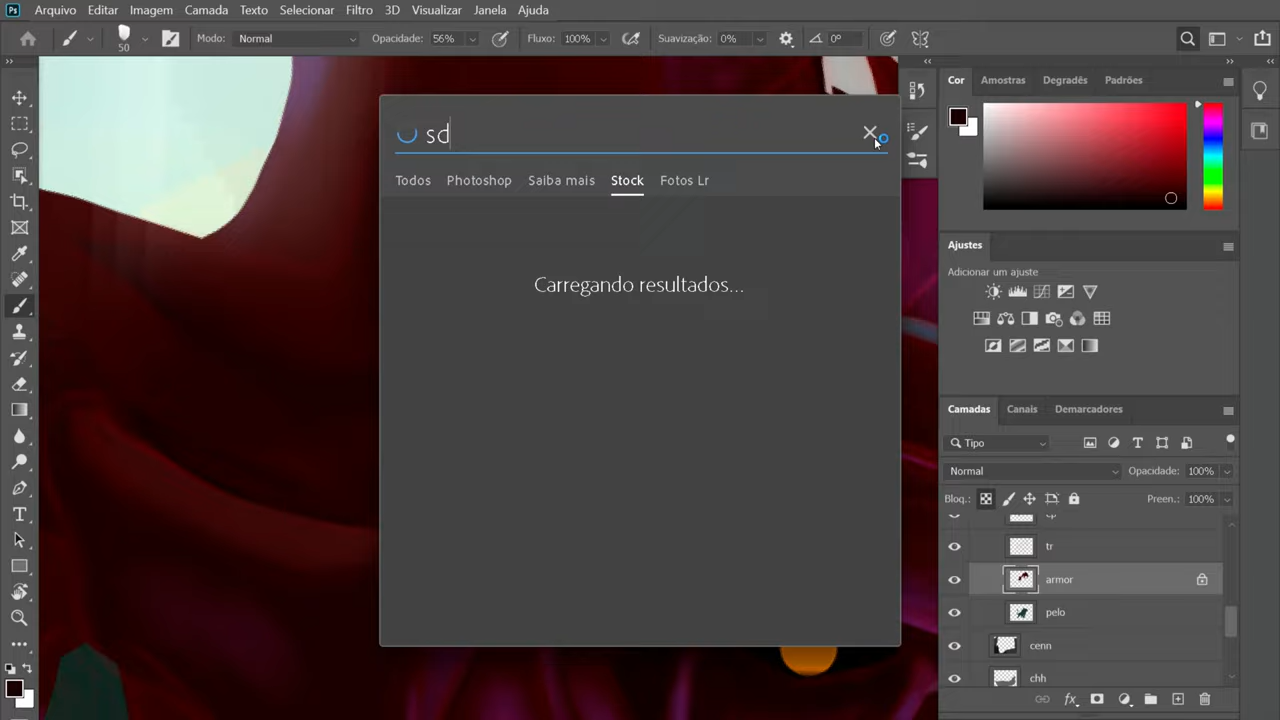 Ps Arquivo Editar Imagem Camada Texto Selecionar Filtro 3D Visualizar Janela Ajuda
50 Modo: Normal Opacidade: 56% Fluxo: 100% Suavização: 0% 0°
sd
Todos Photoshop Saiba mais Stock Fotos Lr
Carregando resultados...
Cor Amostras Degradês Padrões
Ajustes
Adicionar um ajuste
Camadas Canais Demarcadores
Tipo
Normal Opacidade: 100%
Bloq.: Preen.: 100%
tr
armor
pelo
cenn
chh